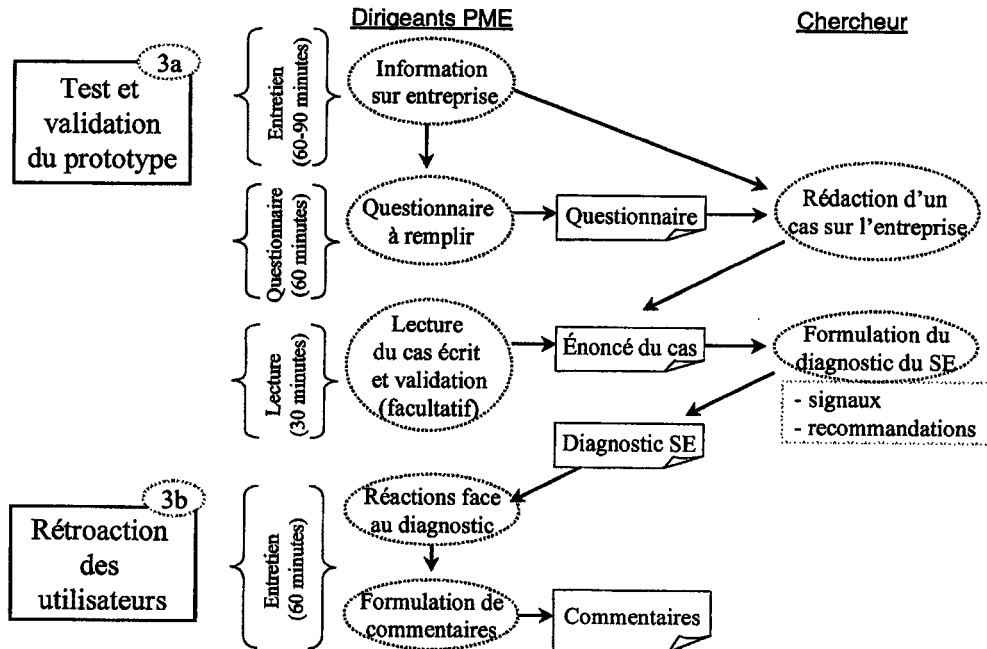 Dirigeants PME
Chercheur
3a
Test et
validation
du prototype
Entretien
(60-90 minutes)
Information
sur entreprise
Questionnaire
(60 minutes)
Questionnaire
à remplir
Questionnaire
Rédaction d'un
cas sur l'entreprise
Lecture
(30 minutes)
Lecture
du cas écrit
et validation
(facultatif)
Énoncé du cas
Formulation du
diagnostic du SE
- signaux
- recommandations
Diagnostic SE
3b
Rétroaction
des
utilisateurs
Entretien
(60 minutes)
Réactions face
au diagnostic
Formulation de
commentaires
Commentaires